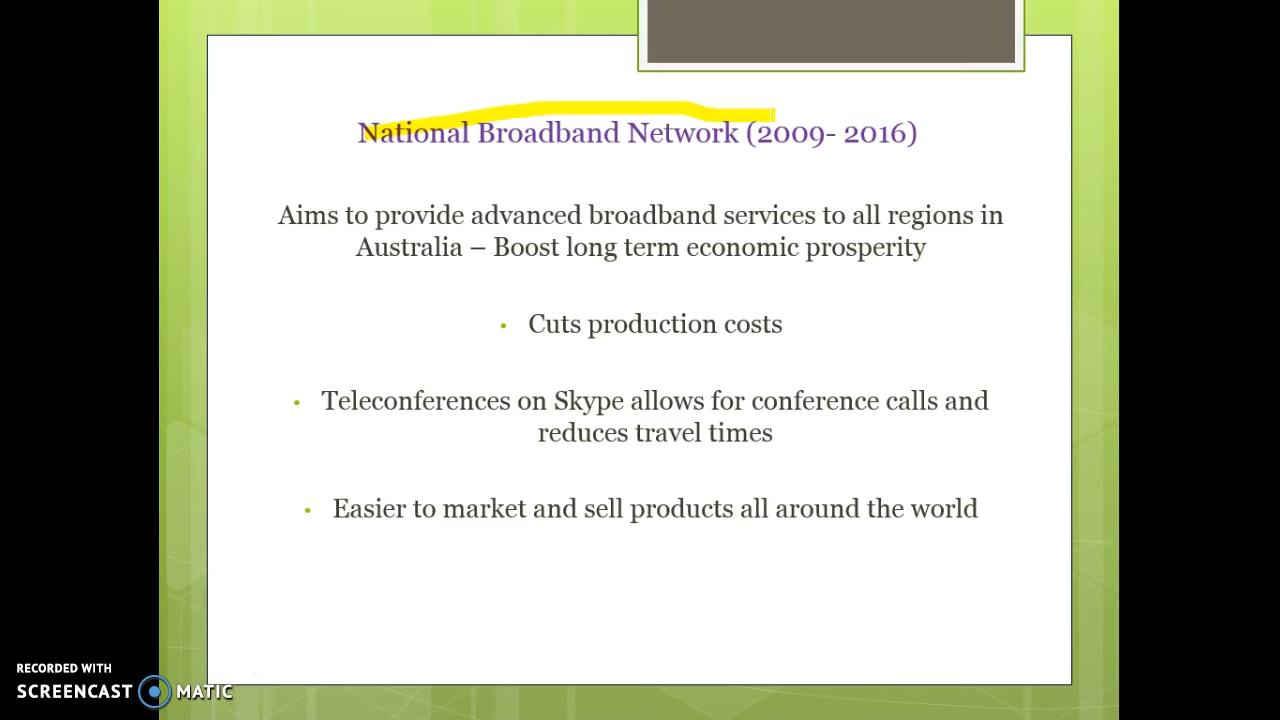 National Broadband Network (2009- 2016)
Aims to provide advanced broadband services to all regions in
Australia – Boost long term economic prosperity
• Cuts production costs
• Teleconferences on Skype allows for conference calls and
reduces travel times
• Easier to market and sell products all around the world
RECORDED WITH
SCREENCAST MATIC